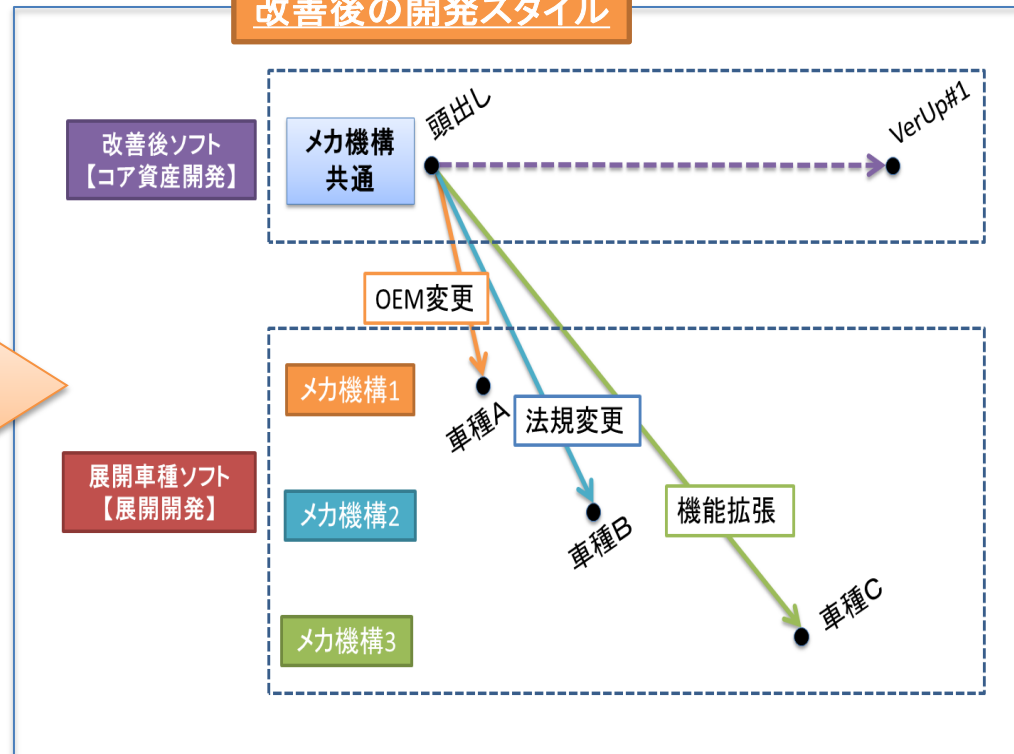 改善後の開発スタイル
頭出し
VerUp#1
改善後ソフト
【コア資産開発】
メカ機構
共通
OEM変更
メカ機構1
車種A
法規変更
展開車種ソフト
【展開開発】
メカ機構2
車種B
機能拡張
車種C
メカ機構3